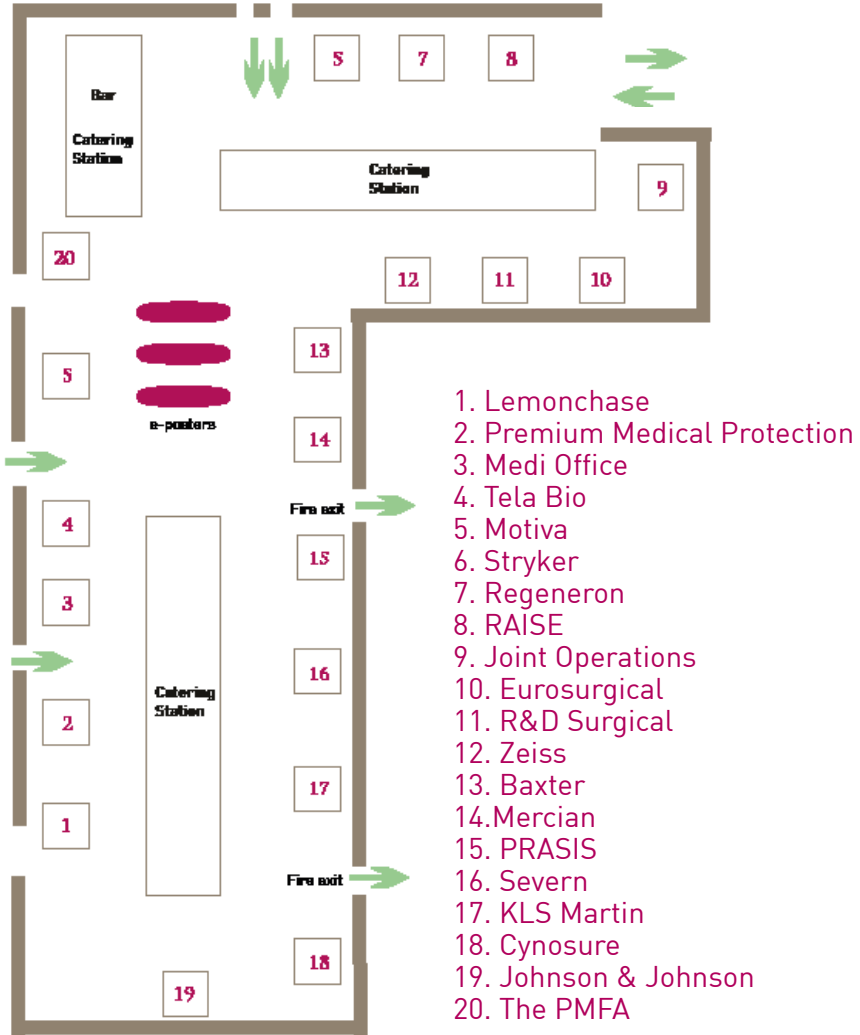 5
7
8
Bar
Catering
Station
Catering
Station
9
20
12
11
10
13
5
14
e-posters
4
Fire exit
15
3
16
2
Catering
Station
17
1
Fire exit
18
19
1. Lemonchase
2. Premium Medical Protection
3. Medi Office
4. Tela Bio
5. Motiva
6. Stryker
7. Regeneron
8. RAISE
9. Joint Operations
10. Eurosurgical
11. R&D Surgical
12. Zeiss
13. Baxter
14.Mercian
15. PRASIS
16. Severn
17. KLS Martin
18. Cynosure
19. Johnson & Johnson
20. The PMFA